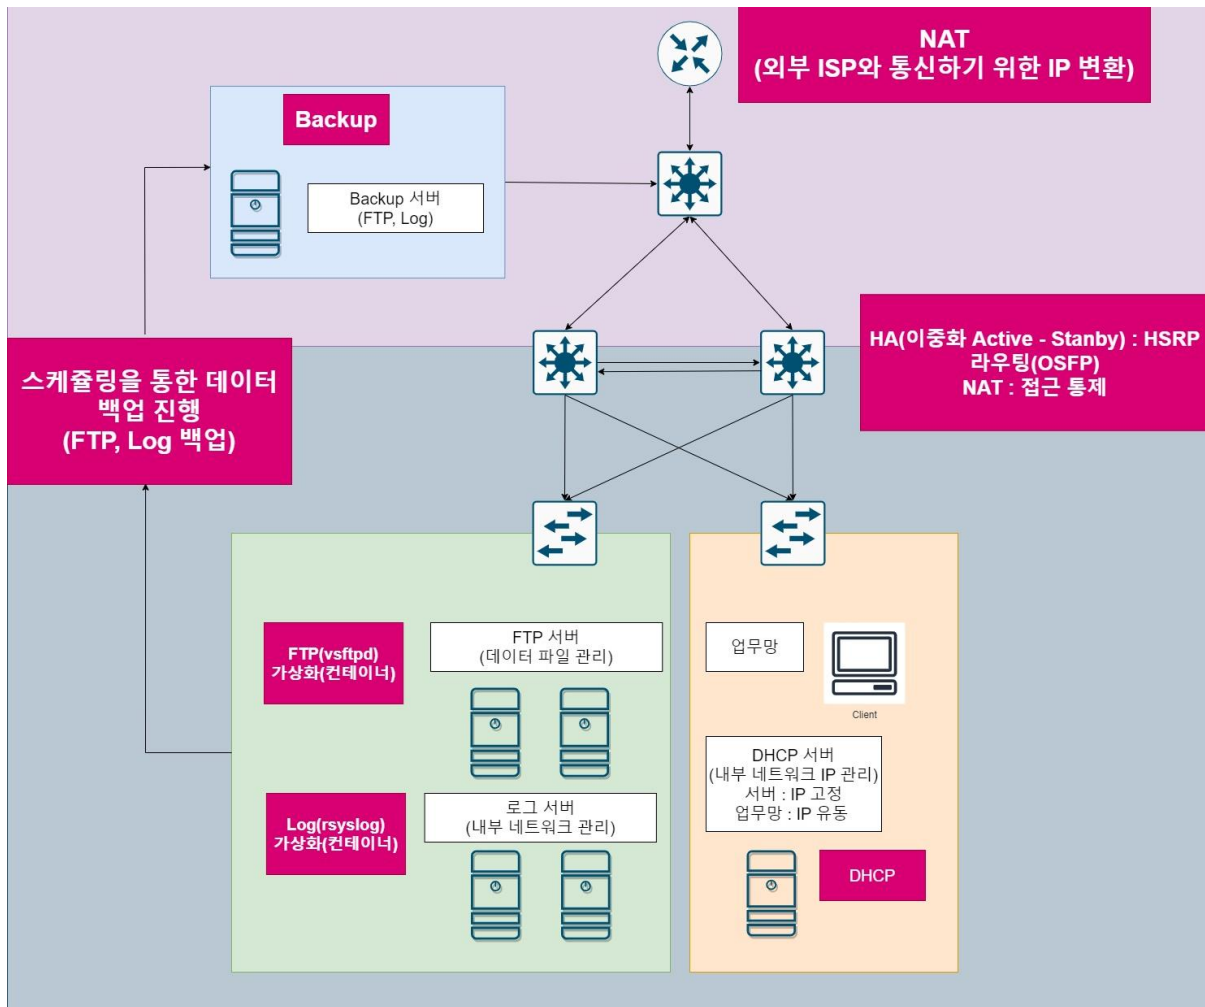 NAT
(외부 ISP와 통신하기 위한 IP 변환)
Backup
Backup 서버
(FTP, Log)
HA(이중화 Active - Stanby) : HSRP
라우팅(OSFP)
NAT : 접근 통제
스케쥴링을 통한 데이터
백업 진행
(FTP, Log 백업)
FTP(vsftpd)
가상화(컨테이너)
FTP 서버
(데이터 파일 관리)
업무망
Client
DHCP 서버
(내부 네트워크 IP 관리)
서버 : IP 고정
업무망 : IP 유동
Log(rsyslog)
가상화(컨테이너)
로그 서버
(내부 네트워크 관리)
DHCP